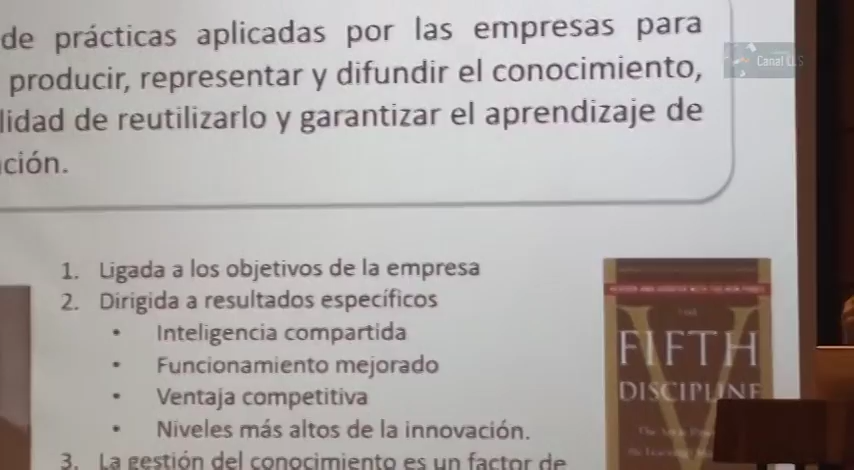 de prácticas aplicadas por las empresas para
producir, representar y difundir el conocimiento,
lidad de reutilizarlo y garantizar el aprendizaje de
ción.
Canal
1. Ligada a los objetivos de la empresa
2. Dirigida a resultados específicos
• Inteligencia compartida
• Funcionamiento mejorado
• Ventaja competitiva
• Niveles más altos de la innovación.
3. La gestión del conocimiento es un factor de
THE
FIFTH
DISCIPLINE